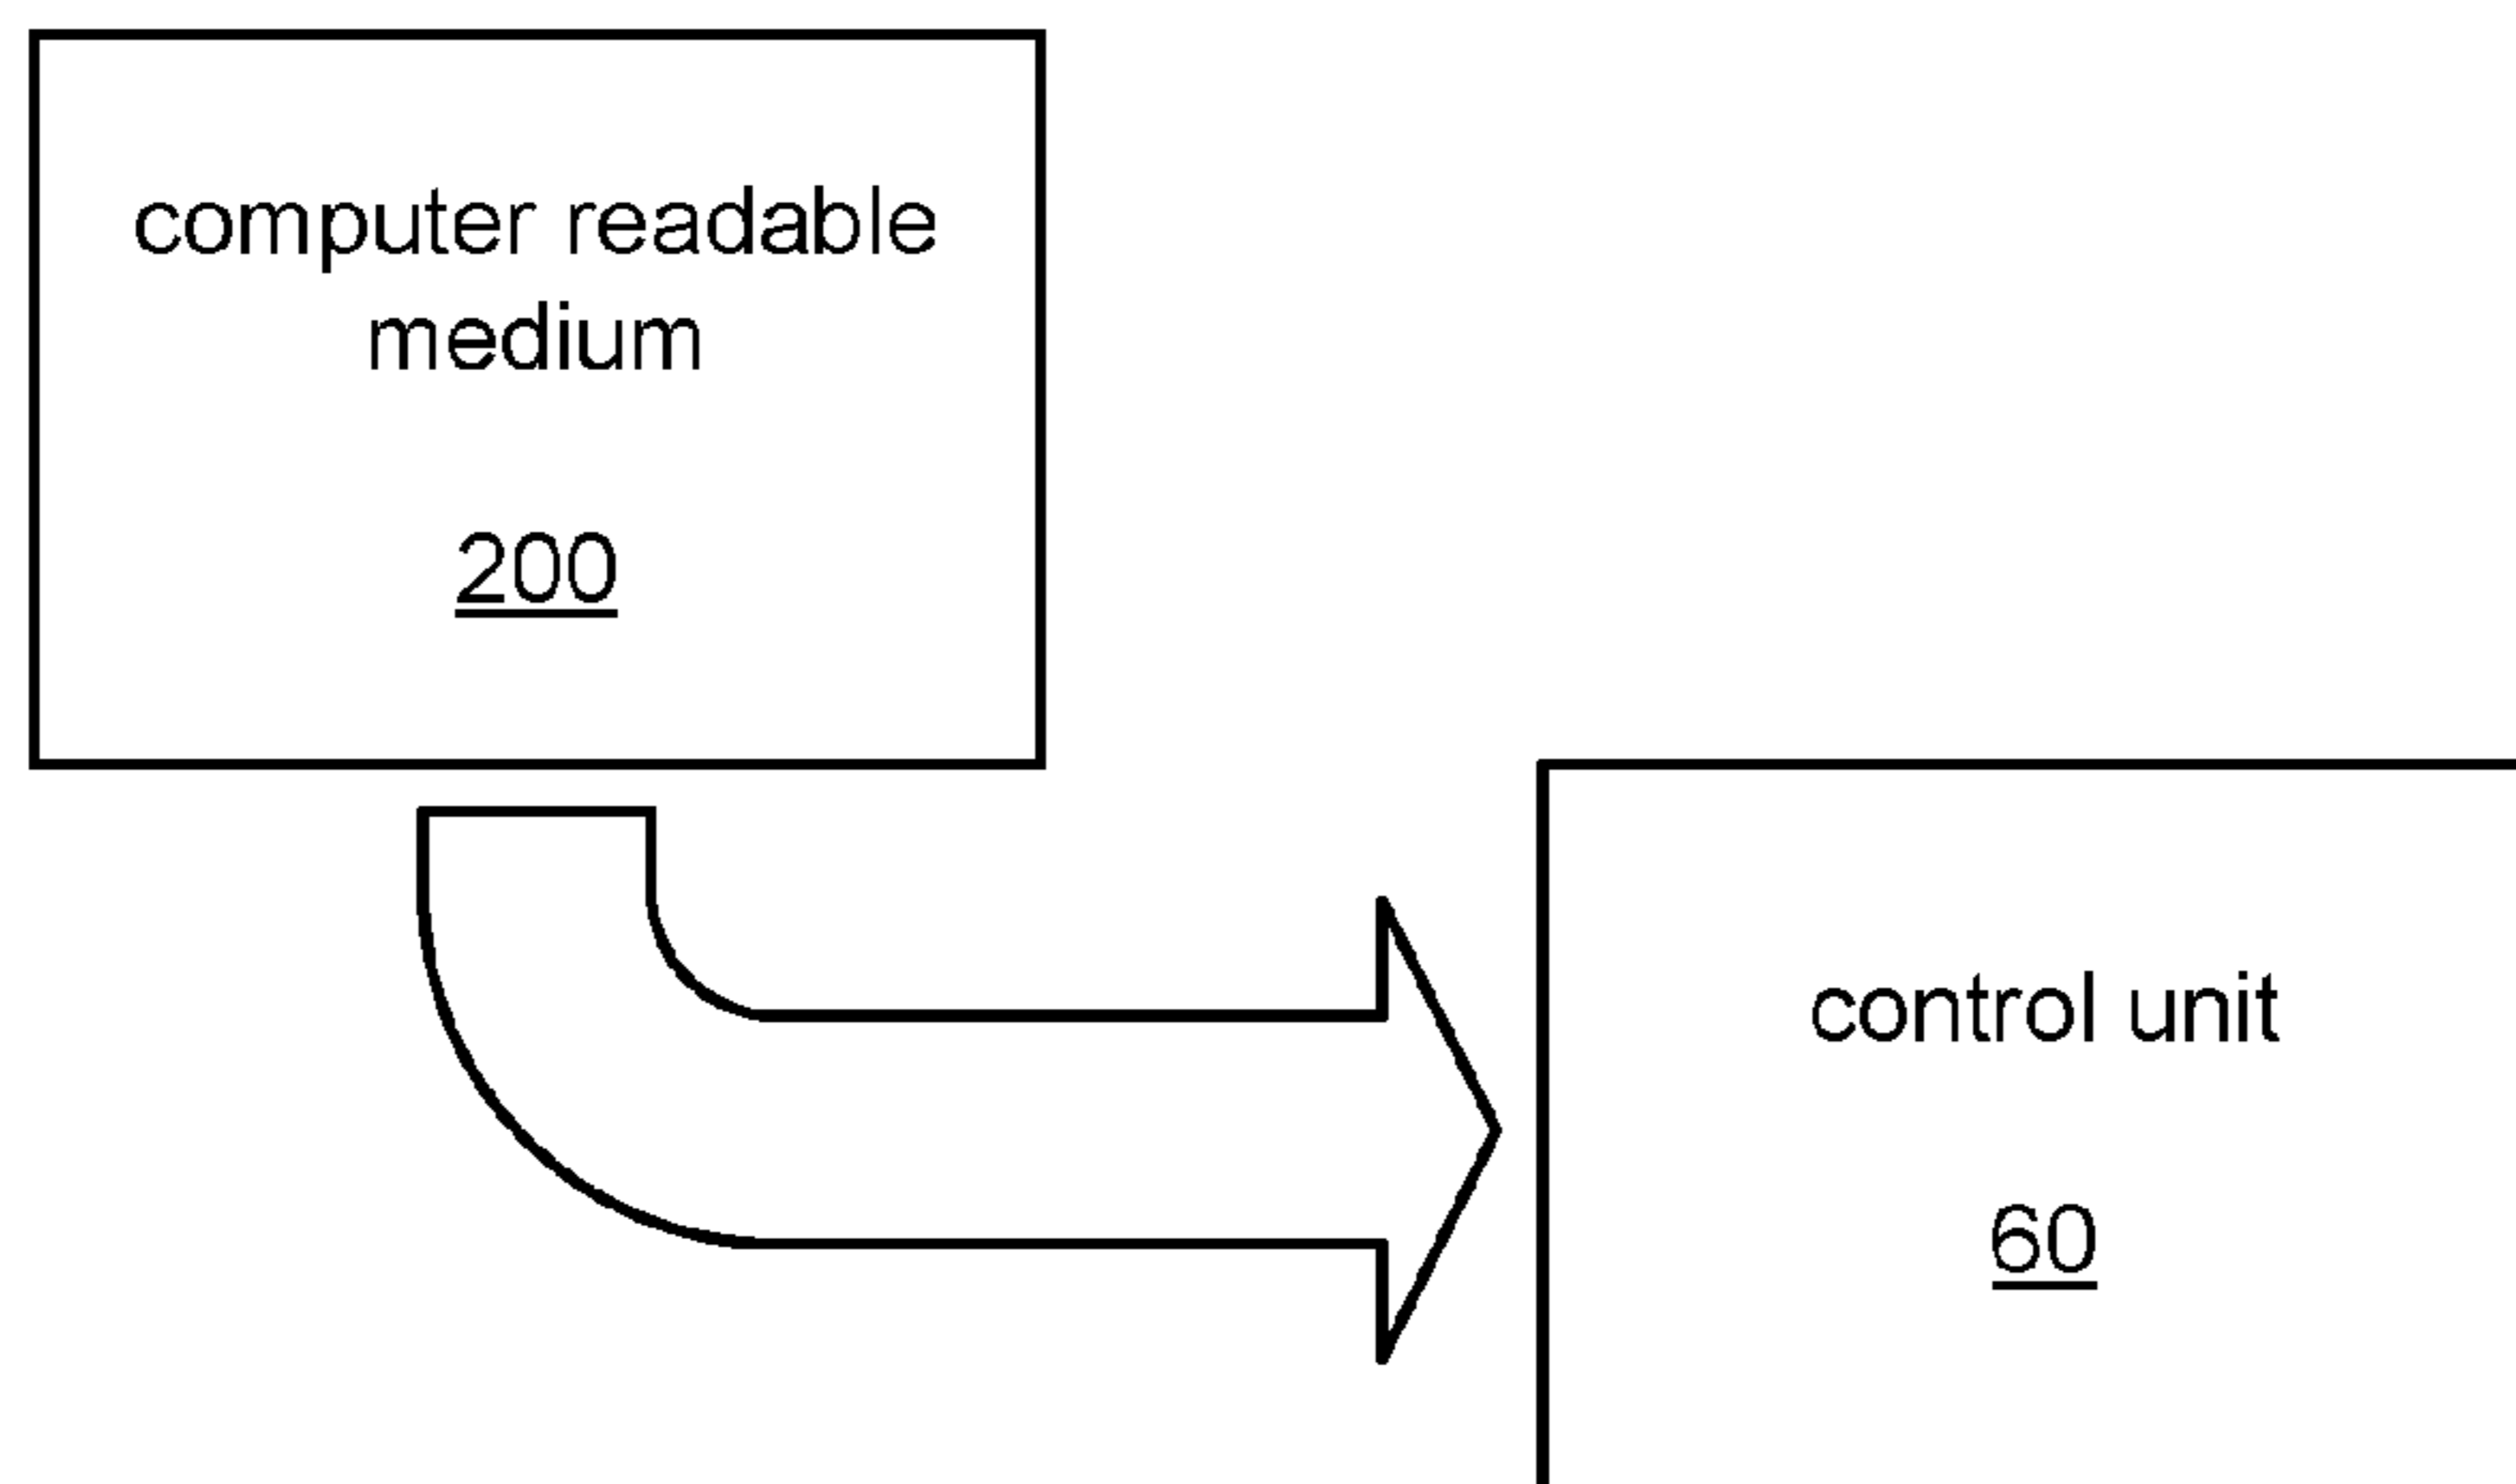 computer readable
medium
200
control unit
60